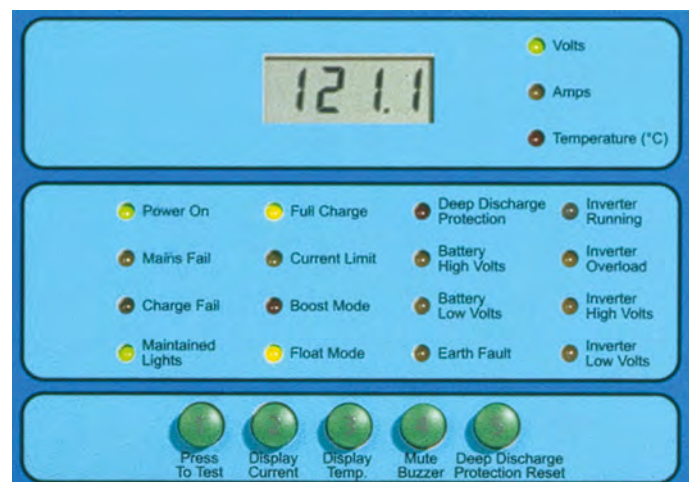 121.1
Volts
Amps
Temperature (°C)
Power On
Full Charge
Deep Discharge
Protection
Inverter
Running
Mains Fail
Current Limit
Battery
High Volts
Inverter
Overload
Charge Fail
Boost Mode
Battery
Low Volts
Inverter
High Volts
Maintained
Lights
Float Mode
Earth Fault
Inverter
Low Volts
Press
To Test
Display
Current
Display
Temp.
Mute
Buzzer
Deep Discharge
Protection Reset